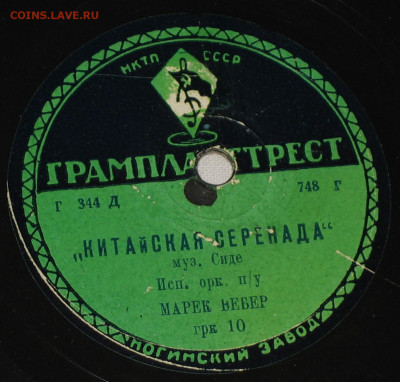 COINS.LAVE.RU
НКТП СССР
ГРАМПЛАСТТРЕСТ
Г 344 Д 748 Г
„КИТАЙСКАЯ СЕРЕНАДА“
муз. Сиде
Исп. орк. п/у
МАРЕК ВЕБЕР
грк 10
НОГИНСКИЙ ЗАВОД